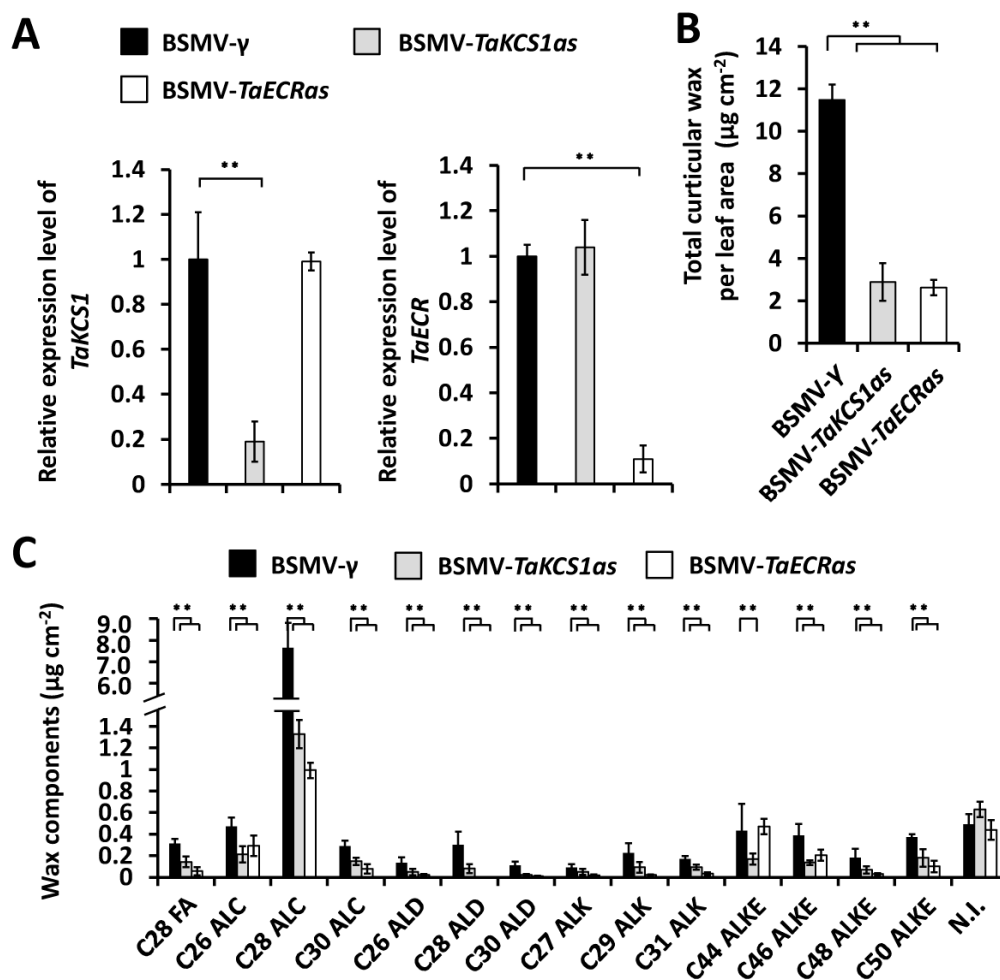 A
BSMV-γ
BSMV-TaKCS1as
BSMV-TaECRas
Relative expression level of
TaKCS1
1.4
1.2
1
0.8
0.6
0.4
0.2
0
**
Relative expression level of
TaECR
1.4
1.2
1
0.8
0.6
0.4
0.2
0
**
B
Total curticular wax
per leaf area (µg cm⁻²)
14
12
10
8
6
4
2
0
**
BSMV-γ
BSMV-TaKCS1as
BSMV-TaECRas
C
BSMV-γ
BSMV-TaKCS1as
BSMV-TaECRas
** ** ** ** ** ** ** ** ** ** ** ** ** **
Wax components (µg cm⁻²)
9.0
8.0
7.0
6.0
1.4
1.2
1
0.8
0.6
0.4
0.2
0
C28 FA
C26 ALC
C28 ALC
C30 ALC
C26 ALD
C28 ALD
C30 ALD
C27 ALK
C29 ALK
C31 ALK
C44 ALKE
C46 ALKE
C48 ALKE
C50 ALKE
N.I.